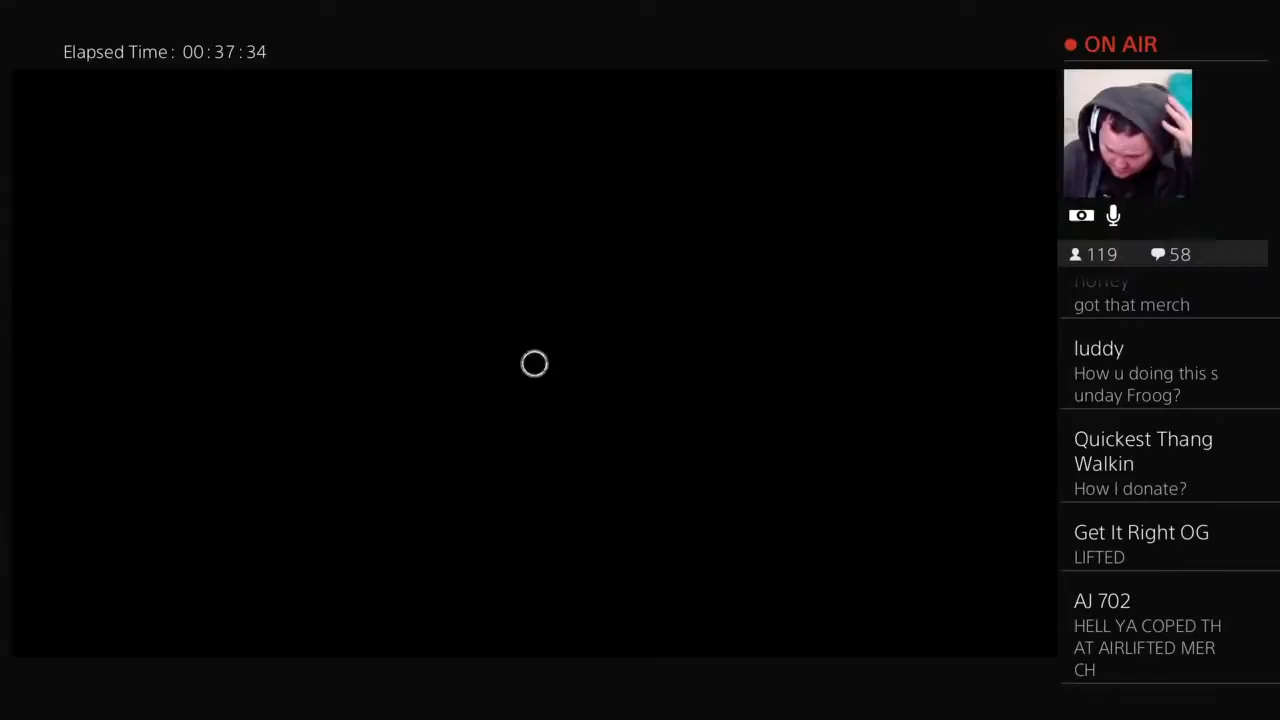 Elapsed Time: 00:37:34
ON AIR
119 58
honey
got that merch
luddy
How u doing this s
unday Froog?
Quickest Thang
Walkin
How I donate?
Get It Right OG
LIFTED
AJ 702
HELL YA COPED TH
AT AIRLIFTED MER
CH